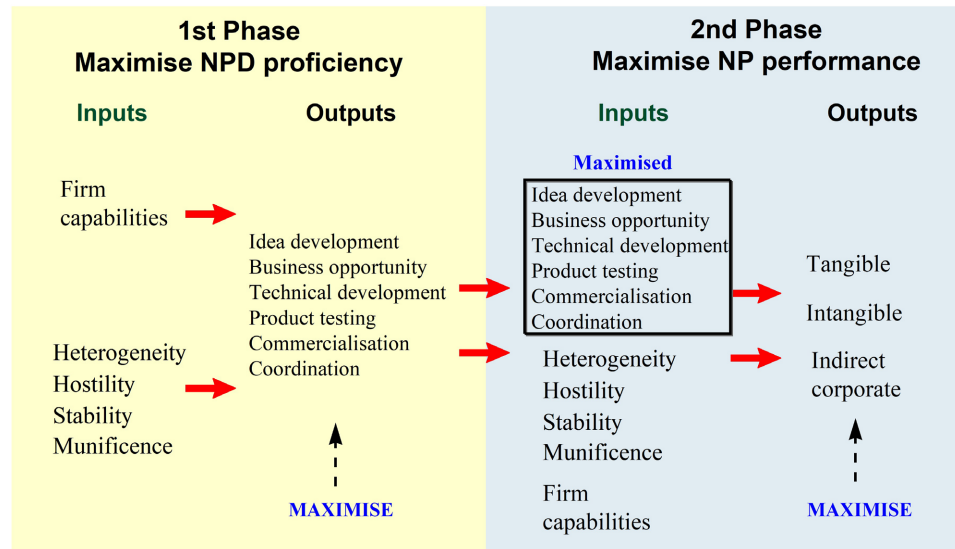 1st Phase
Maximise NPD proficiency
Inputs
Outputs
Firm
capabilities
Heterogeneity
Hostility
Stability
Munificence
Idea development
Business opportunity
Technical development
Product testing
Commercialisation
Coordination
MAXIMISE
2nd Phase
Maximise NP performance
Inputs
Outputs
Maximised
Idea development
Business opportunity
Technical development
Product testing
Commercialisation
Coordination
Heterogeneity
Hostility
Stability
Munificence
Firm
capabilities
Tangible
Intangible
Indirect
corporate
MAXIMISE